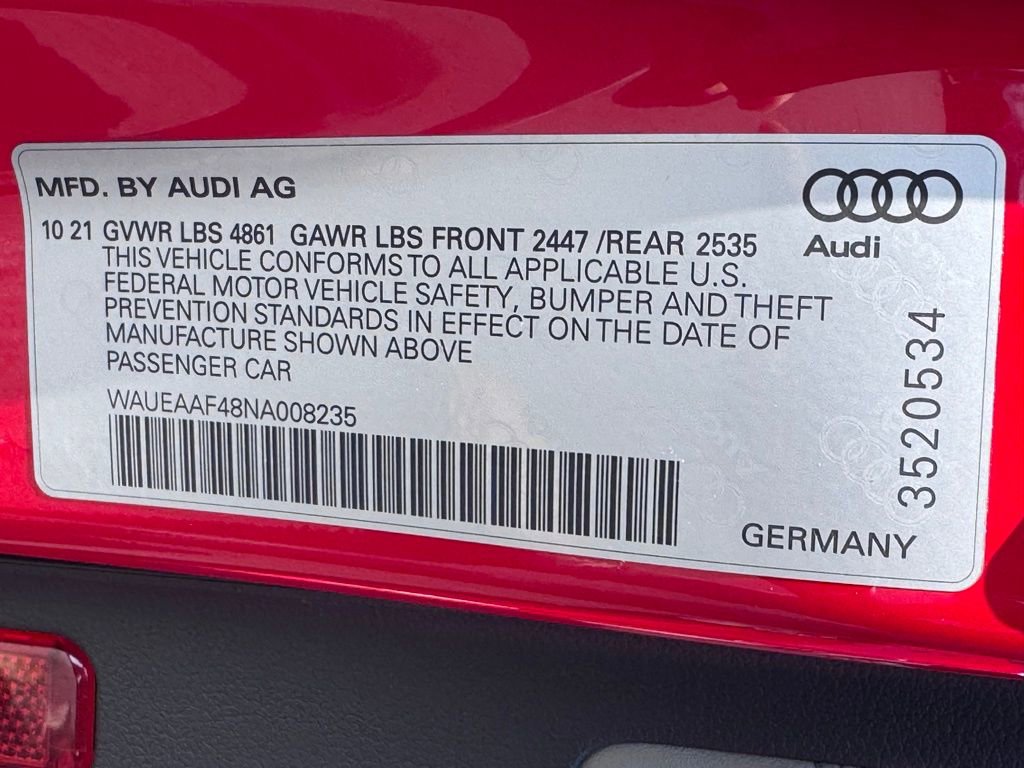 MFD. BY AUDI AG
10 21 GVWR LBS 4861 GAWR LBS FRONT 2447 /REAR 2535
THIS VEHICLE CONFORMS TO ALL APPLICABLE U.S.
FEDERAL MOTOR VEHICLE SAFETY, BUMPER AND THEFT
PREVENTION STANDARDS IN EFFECT ON THE DATE OF
MANUFACTURE SHOWN ABOVE
PASSENGER CAR
WAUEAAF48NA008235
Audi
3520534
GERMANY